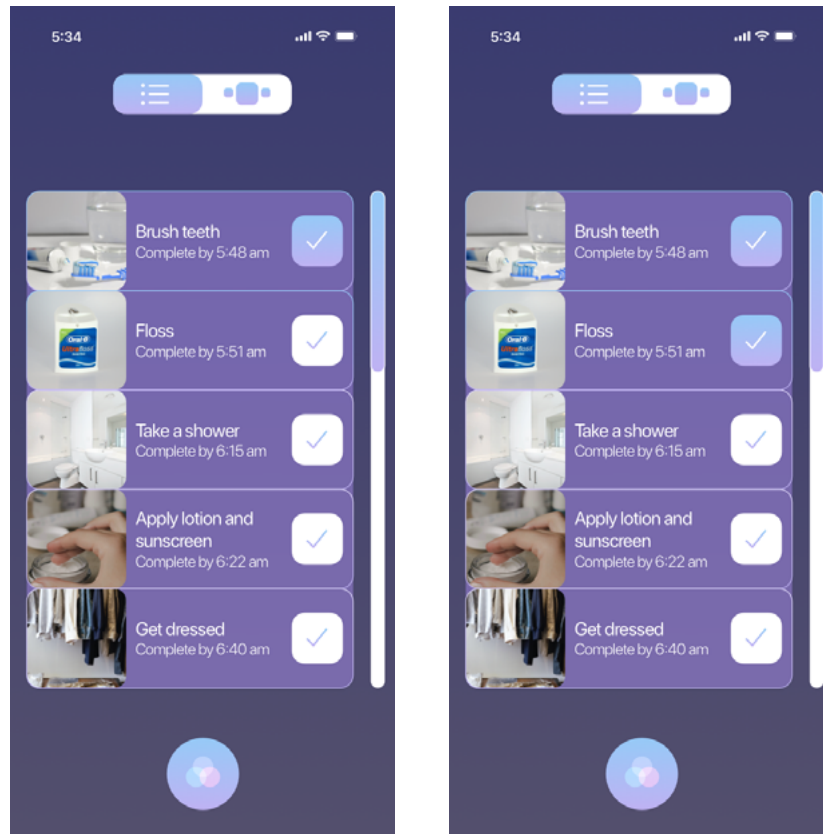 5:34
Brush teeth
Complete by 5:48 am
Oral-B
Floss
Complete by 5:51 am
Take a shower
Complete by 6:15 am
Apply lotion and
sunscreen
Complete by 6:22 am
Get dressed
Complete by 6:40 am
5:34
Brush teeth
Complete by 5:48 am
Oral-B
Floss
Complete by 5:51 am
Take a shower
Complete by 6:15 am
Apply lotion and
sunscreen
Complete by 6:22 am
Get dressed
Complete by 6:40 am